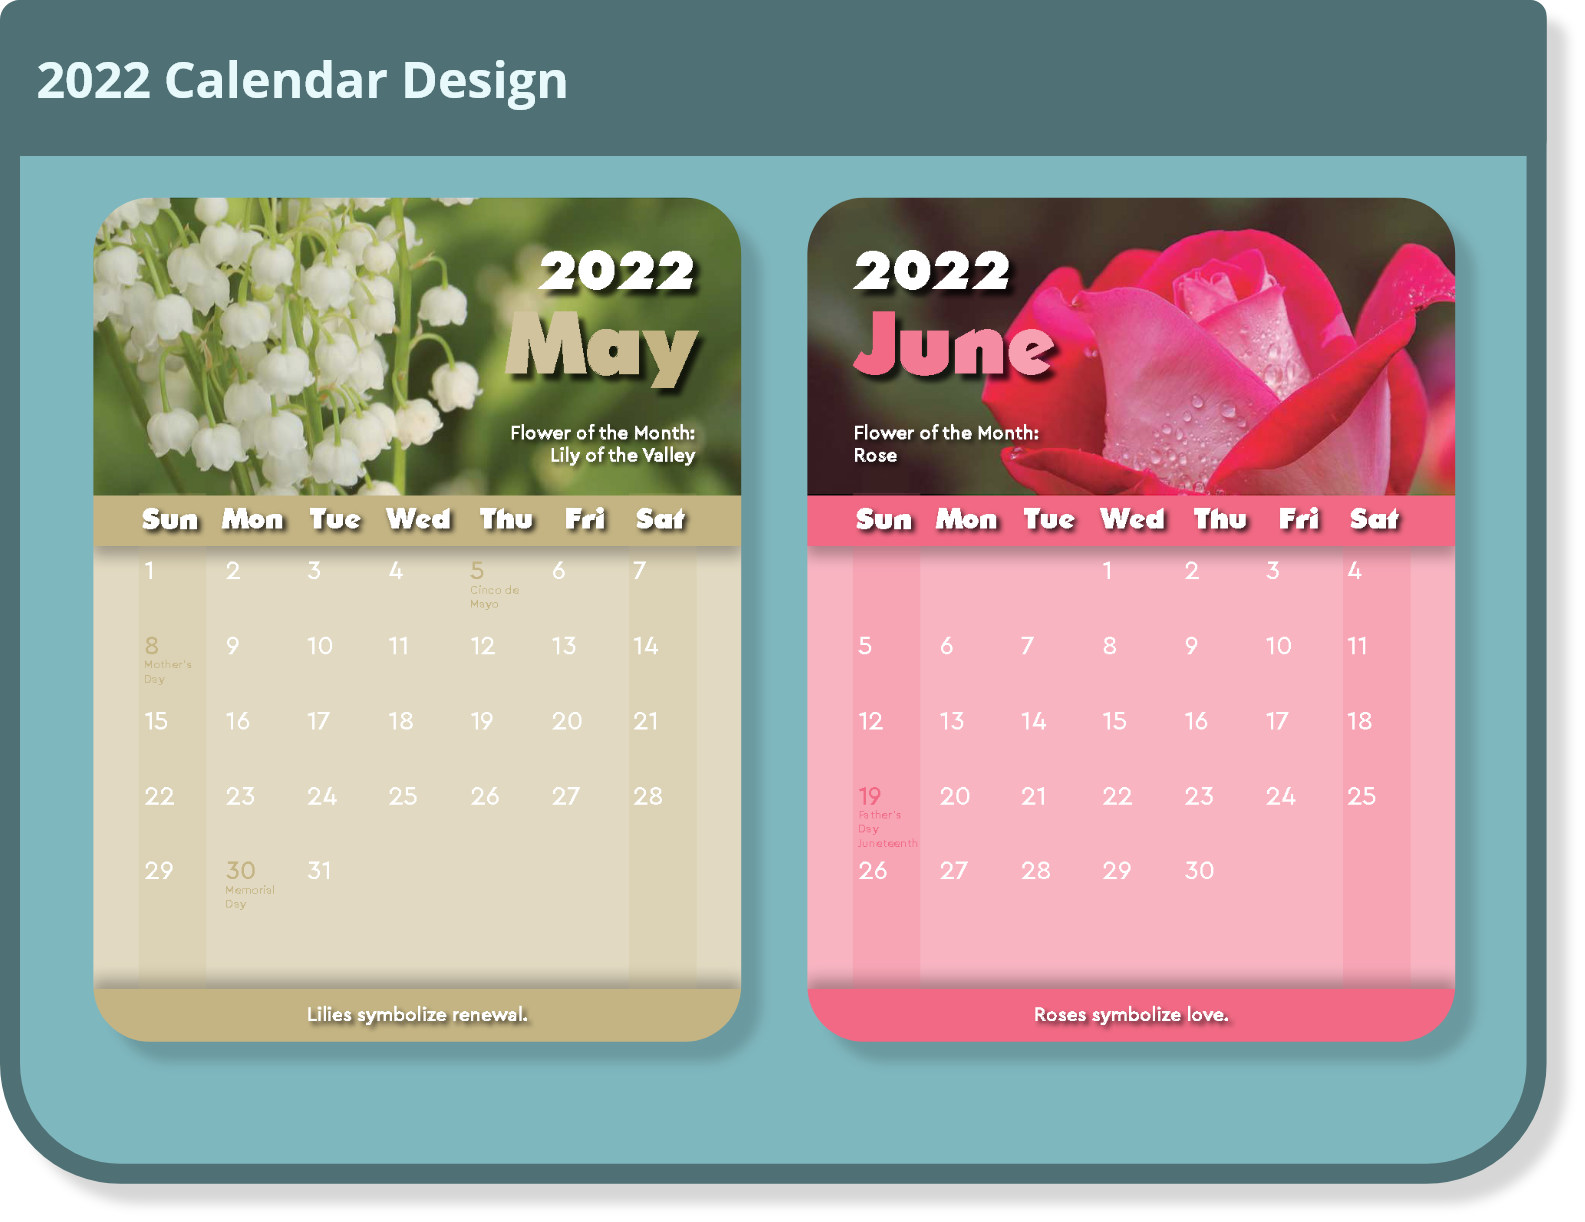 2022 Calendar Design
2022
May
Flower of the Month:
Lily of the Valley
Sun Mon Tue Wed Thu Fri Sat
1 2 3 4 5 6 7
Cinco de
Mayo
8 9 10 11 12 13 14
Mother's
Day
15 16 17 18 19 20 21
22 23 24 25 26 27 28
29 30 31
Memorial
Day
Lilies symbolize renewal.
2022
June
Flower of the Month:
Rose
Sun Mon Tue Wed Thu Fri Sat
1 2 3 4
5 6 7 8 9 10 11
12 13 14 15 16 17 18
19 20 21 22 23 24 25
Father's
Day
Juneteenth
26 27 28 29 30
Roses symbolize love.